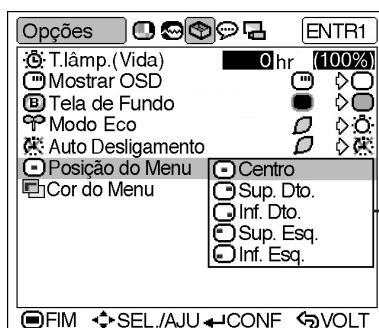 Opções ENTR1
T.lâmp.(Vida) 0 hr (100%)
Mostrar OSD
B Tela de Fundo
Modo Eco
Auto Desligamento
Posição do Menu Centro
Cor do Menu Sup. Dto.
Inf. Dto.
Sup. Esq.
Inf. Esq.
FIM SEL./AJU CONF VOLT